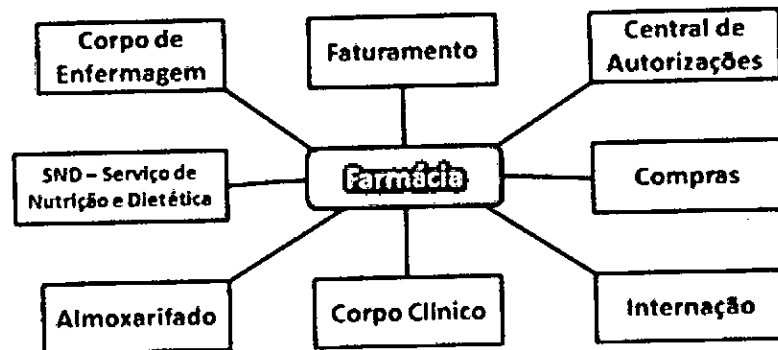 Corpo de
Enfermagem
Faturamento
Central de
Autorizações
SND – Serviço de
Nutrição e Dietética
Farmácia
Compras
Almoxarifado
Corpo Clínico
Internação